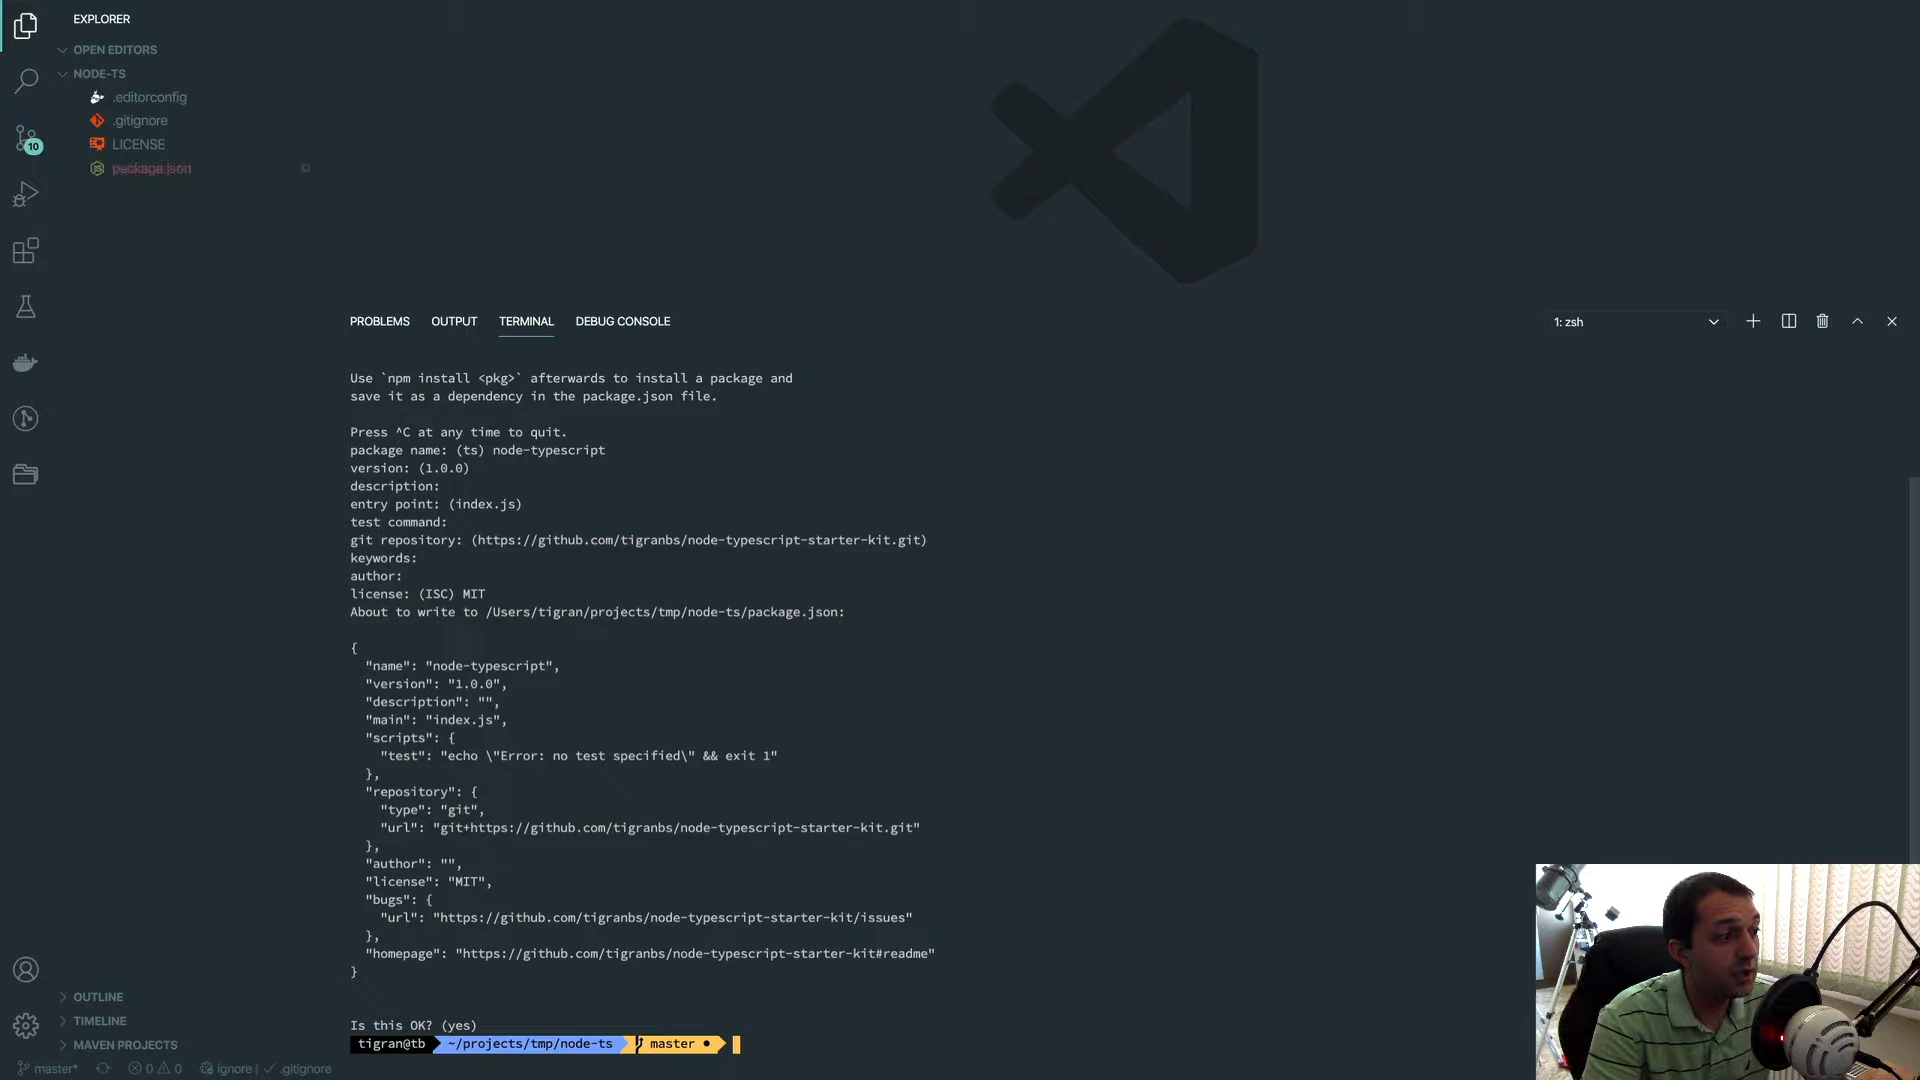 EXPLORER
OPEN EDITORS
NODE-TS
.editorconfig
.gitignore
LICENSE
package.json
10
PROBLEMS
OUTPUT
TERMINAL
DEBUG CONSOLE
1: zsh
Use `npm install <pkg>` afterwards to install a package and
save it as a dependency in the package.json file.
Press ^C at any time to quit.
package name: (ts) node-typescript
version: (1.0.0)
description:
entry point: (index.js)
test command:
git repository: (https://github.com/tigranbs/node-typescript-starter-kit.git)
keywords:
author:
license: (ISC) MIT
About to write to /Users/tigran/projects/tmp/node-ts/package.json:
{
"name": "node-typescript",
"version": "1.0.0",
"description": "",
"main": "index.js",
"scripts": {
"test": "echo \"Error: no test specified\" && exit 1"
},
"repository": {
"type": "git",
"url": "git+https://github.com/tigranbs/node-typescript-starter-kit.git"
},
"author": "",
"license": "MIT",
"bugs": {
"url": "https://github.com/tigranbs/node-typescript-starter-kit/issues"
},
"homepage": "https://github.com/tigranbs/node-typescript-starter-kit#readme"
}
Is this OK? (yes)
tigran@tb ~/projects/tmp/node-ts master ●
OUTLINE
TIMELINE
MAVEN PROJECTS
master* 0 0 ignore | ✓ .gitignore